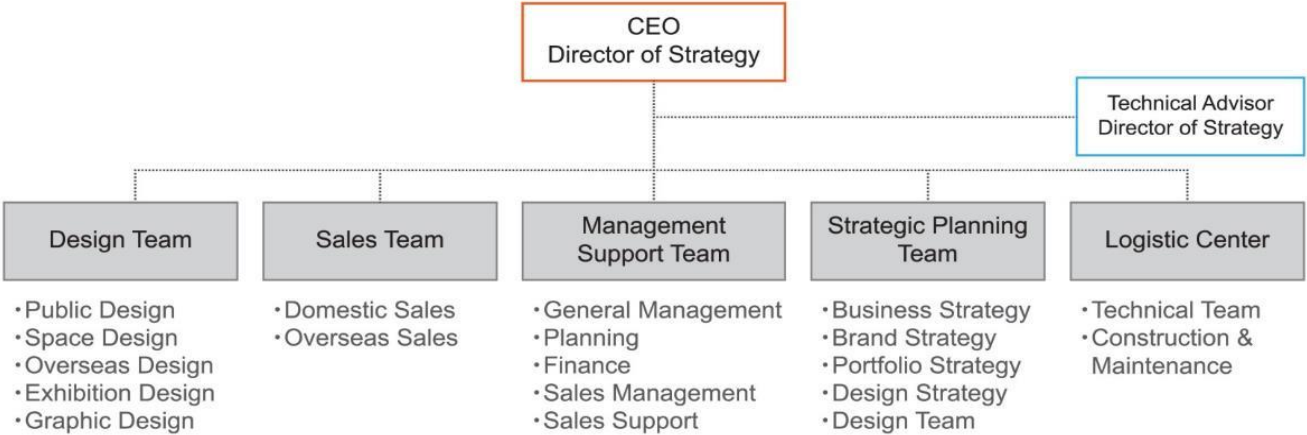 CEO
Director of Strategy
Technical Advisor
Director of Strategy
Design Team
・Public Design
・Space Design
・Overseas Design
・Exhibition Design
・Graphic Design
Sales Team
・Domestic Sales
・Overseas Sales
Management
Support Team
・General Management
・Planning
・Finance
・Sales Management
・Sales Support
Strategic Planning
Team
・Business Strategy
・Brand Strategy
・Portfolio Strategy
・Design Strategy
・Design Team
Logistic Center
・Technical Team
・Construction &
Maintenance